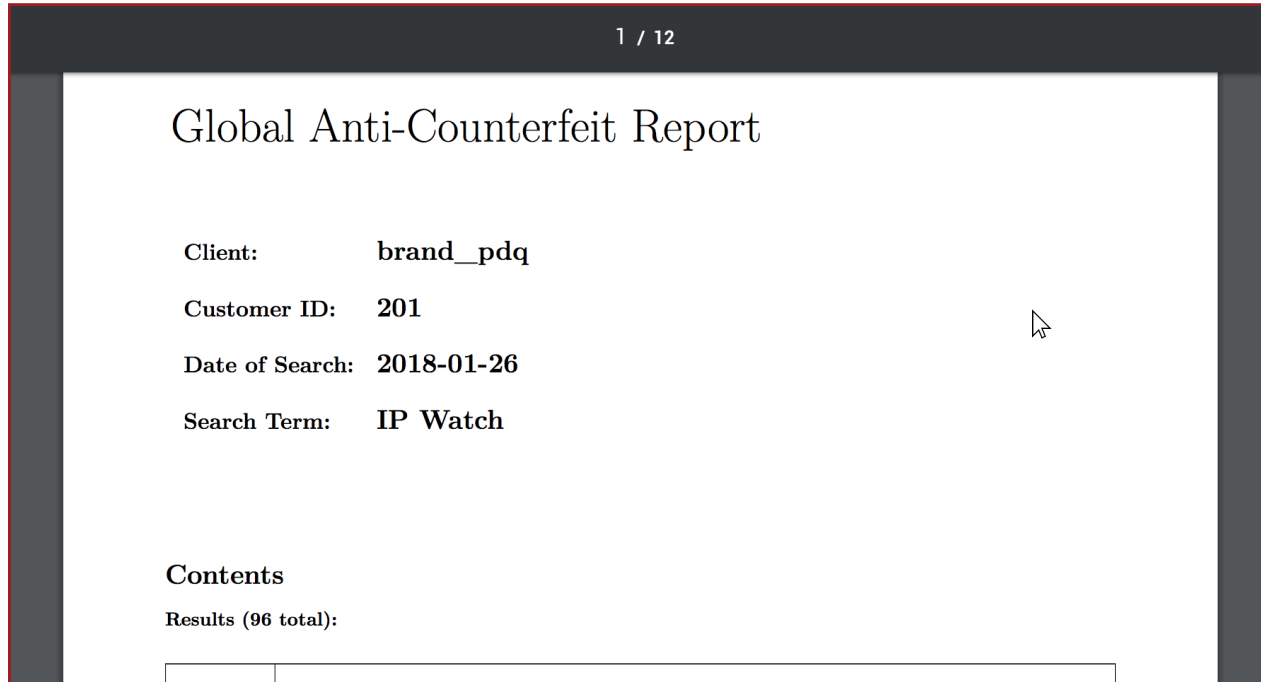 1 / 12
Global Anti-Counterfeit Report
Client: brand__pdq
Customer ID: 201
Date of Search: 2018-01-26
Search Term: IP Watch
Contents
Results (96 total):